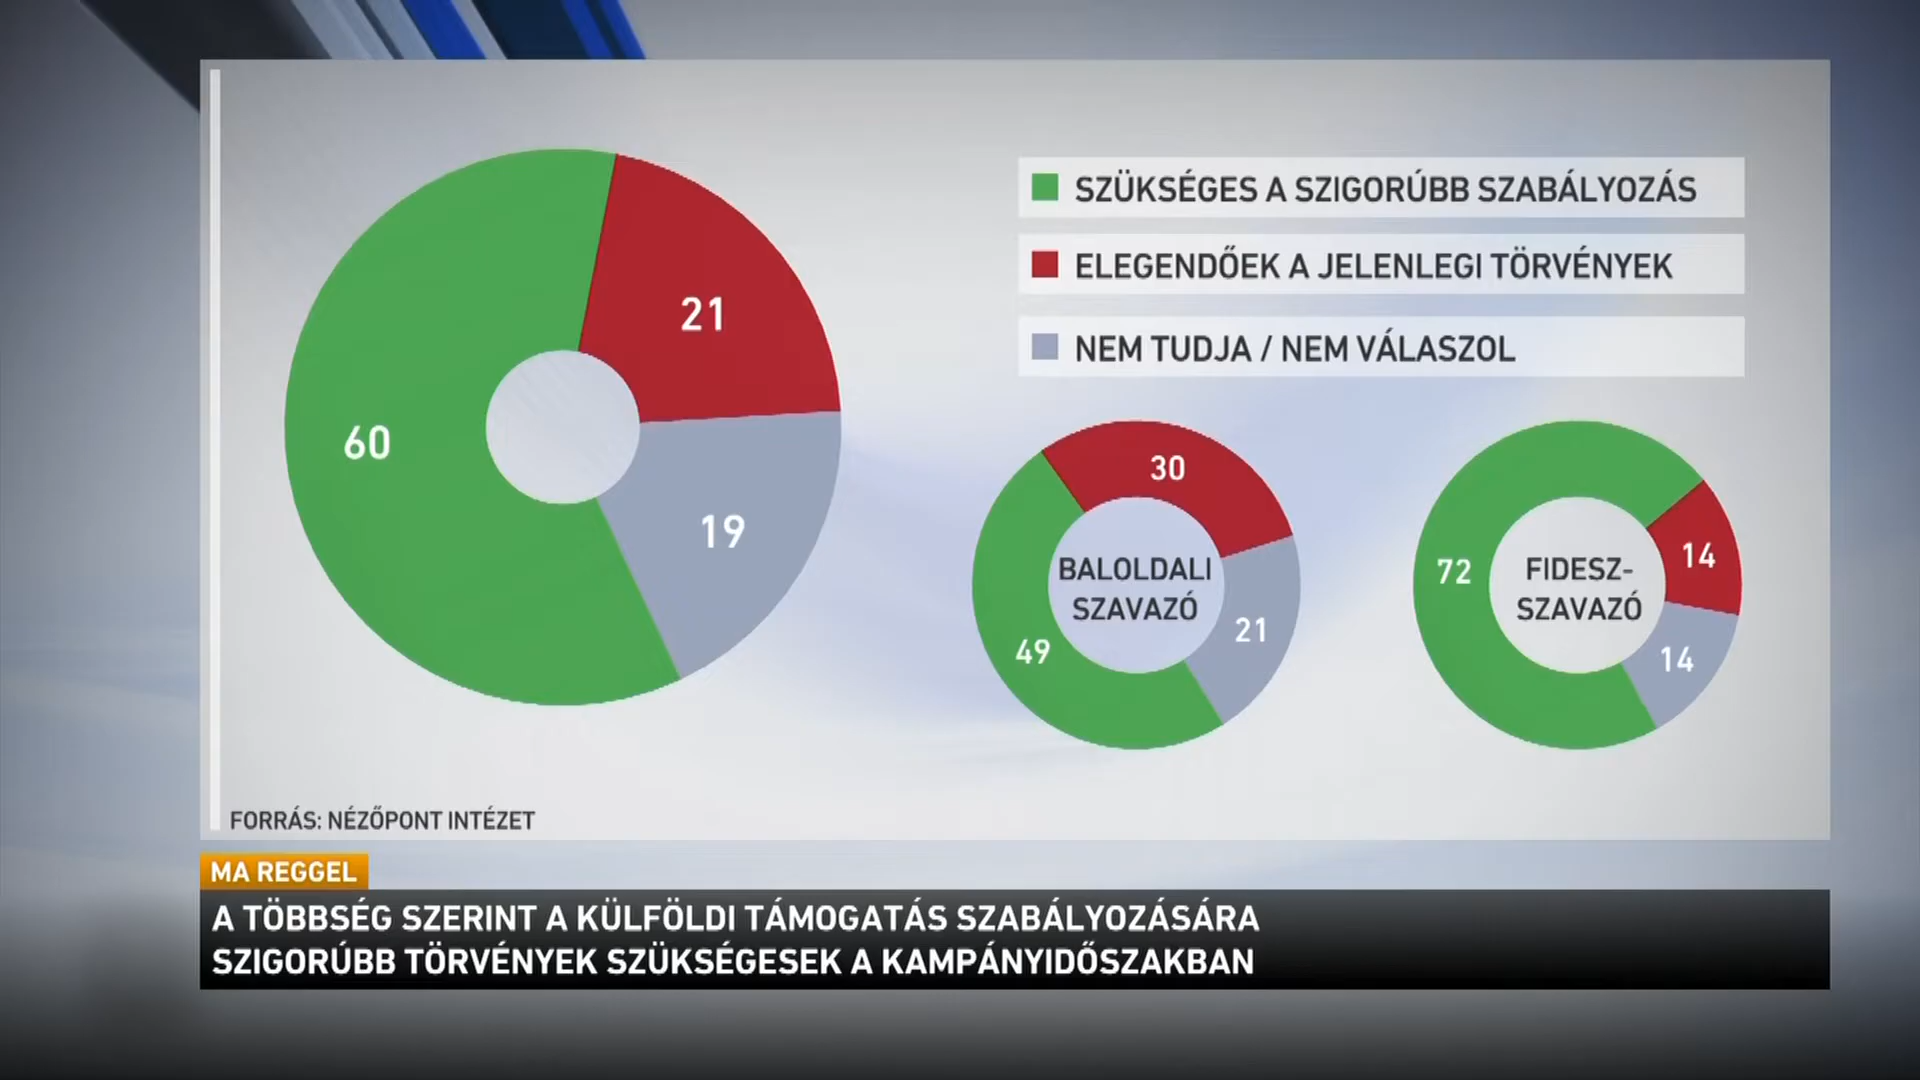 SZÜKSÉGES A SZIGORÚBB SZABÁLYOZÁS
ELEGENDŐEK A JELENLEGI TÖRVÉNYEK
NEM TUDJA / NEM VÁLASZOL
60
21
19
BALOLDALI
SZAVAZÓ
30
49
21
FIDESZ-
SZAVAZÓ
72
14
14
FORRÁS: NÉZŐPONT INTÉZET
MA REGGEL
A TÖBBSÉG SZERINT A KÜLFÖLDI TÁMOGATÁS SZABÁLYOZÁSÁRA
SZIGORÚBB TÖRVÉNYEK SZÜKSÉGESEK A KAMPÁNYIDŐSZAKBAN